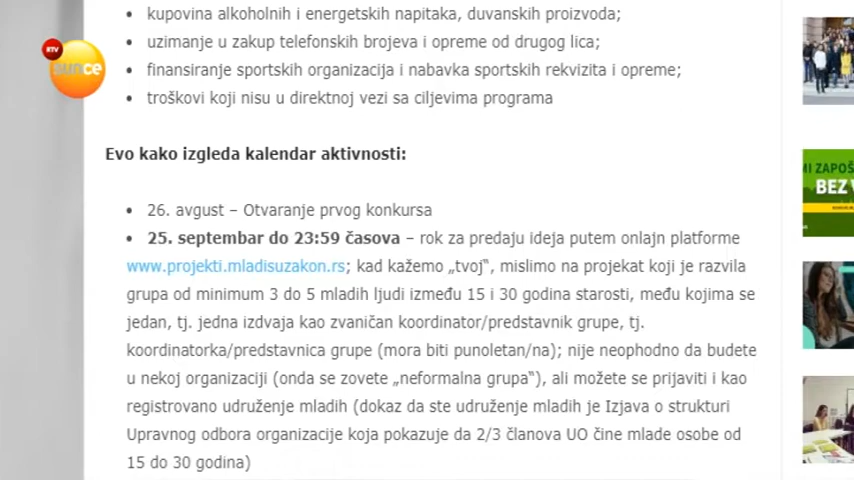 kupovina alkoholnih i energetskih napitaka, duvanskih proizvoda;
uzimanje u zakup telefonskih brojeva i opreme od drugog lica;
finansiranje sportskih organizacija i nabavka sportskih rekvizita i opreme;
troškovi koji nisu u direktnoj vezi sa ciljevima programa
RTV
sunce
Evo kako izgleda kalendar aktivnosti:
26. avgust – Otvaranje prvog konkursa
25. septembar do 23:59 časova – rok za predaju ideja putem onlajn platforme
www.projekti.mladisuzakon.rs; kad kažemo „tvoj“, mislimo na projekat koji je razvila
grupa od minimum 3 do 5 mladih ljudi između 15 i 30 godina starosti, među kojima se
jedan, tj. jedna izdvaja kao zvaničan koordinator/predstavnik grupe, tj.
koordinatorka/predstavnica grupe (mora biti punoletan/na); nije neophodno da budete
u nekoj organizaciji (onda se zovete „neformalna grupa“), ali možete se prijaviti i kao
registrovano udruženje mladih (dokaz da ste udruženje mladih je Izjava o strukturi
Upravnog odbora organizacije koja pokazuje da 2/3 članova UO čine mlade osobe od
15 do 30 godina)
BEZ